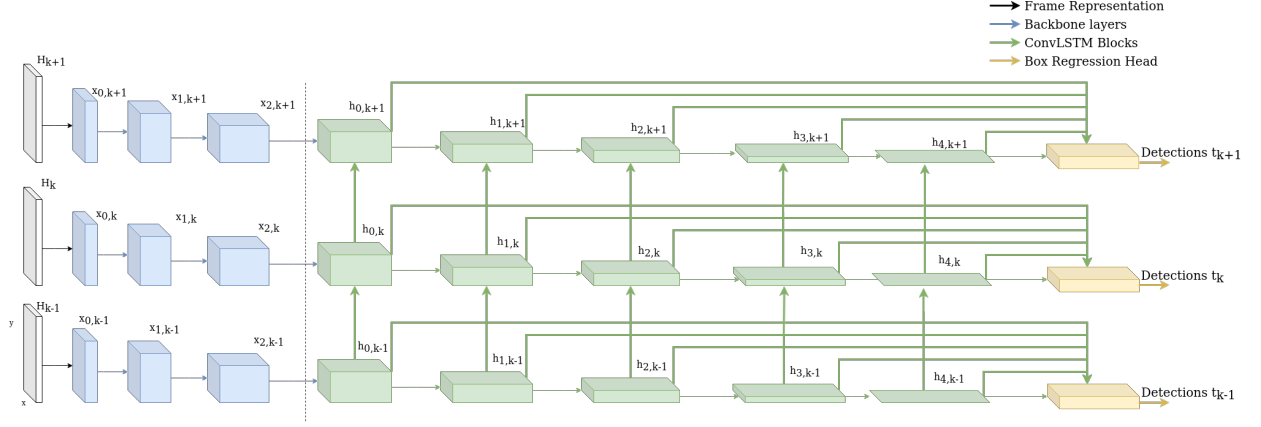 Frame Representation
Backbone layers
ConvLSTM Blocks
Box Regression Head
Hk+1
x0,k+1
x1,k+1
x2,k+1
h0,k+1
h1,k+1
h2,k+1
h3,k+1
h4,k+1
Detections tk+1
Hk
x0,k
x1,k
x2,k
h0,k
h1,k
h2,k
h3,k
h4,k
Detections tk
Hk-1
y
x
x0,k-1
x1,k-1
x2,k-1
h0,k-1
h1,k-1
h2,k-1
h3,k-1
h4,k-1
Detections tk-1